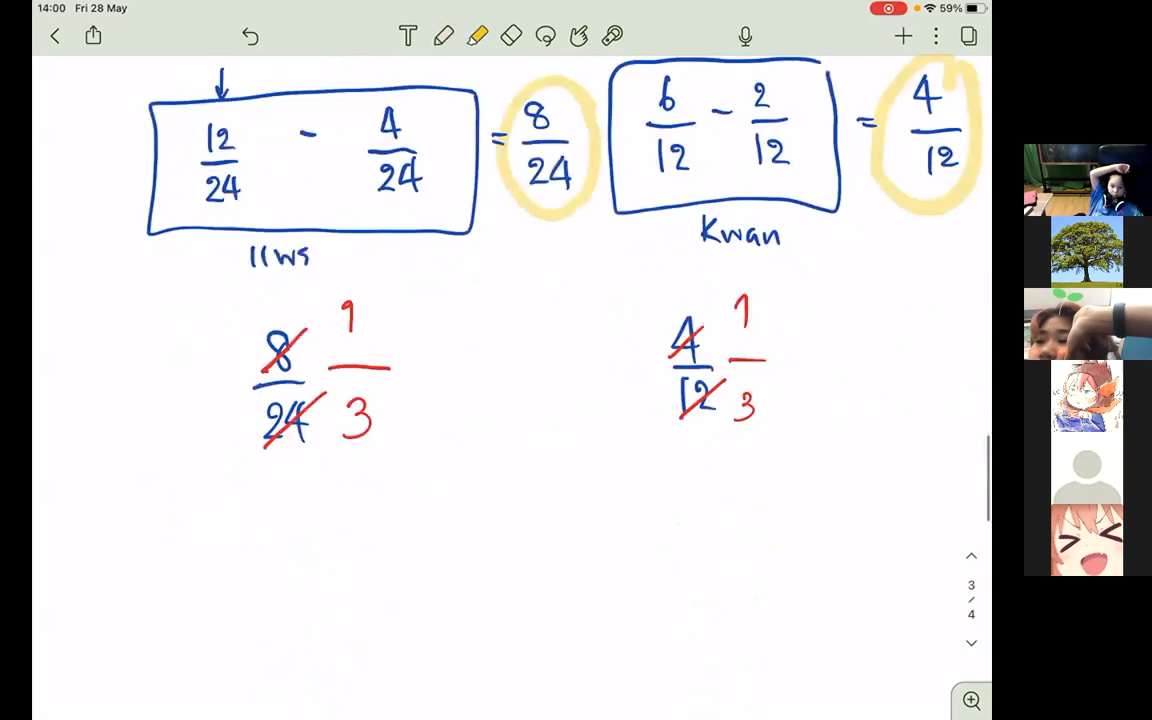 14:00 Fri 28 May
59%
12/24 - 4/24 = 8/24
6/12 - 2/12 = 4/12
Kwan
8/24 1/3
4/12 1/3
3
/
4